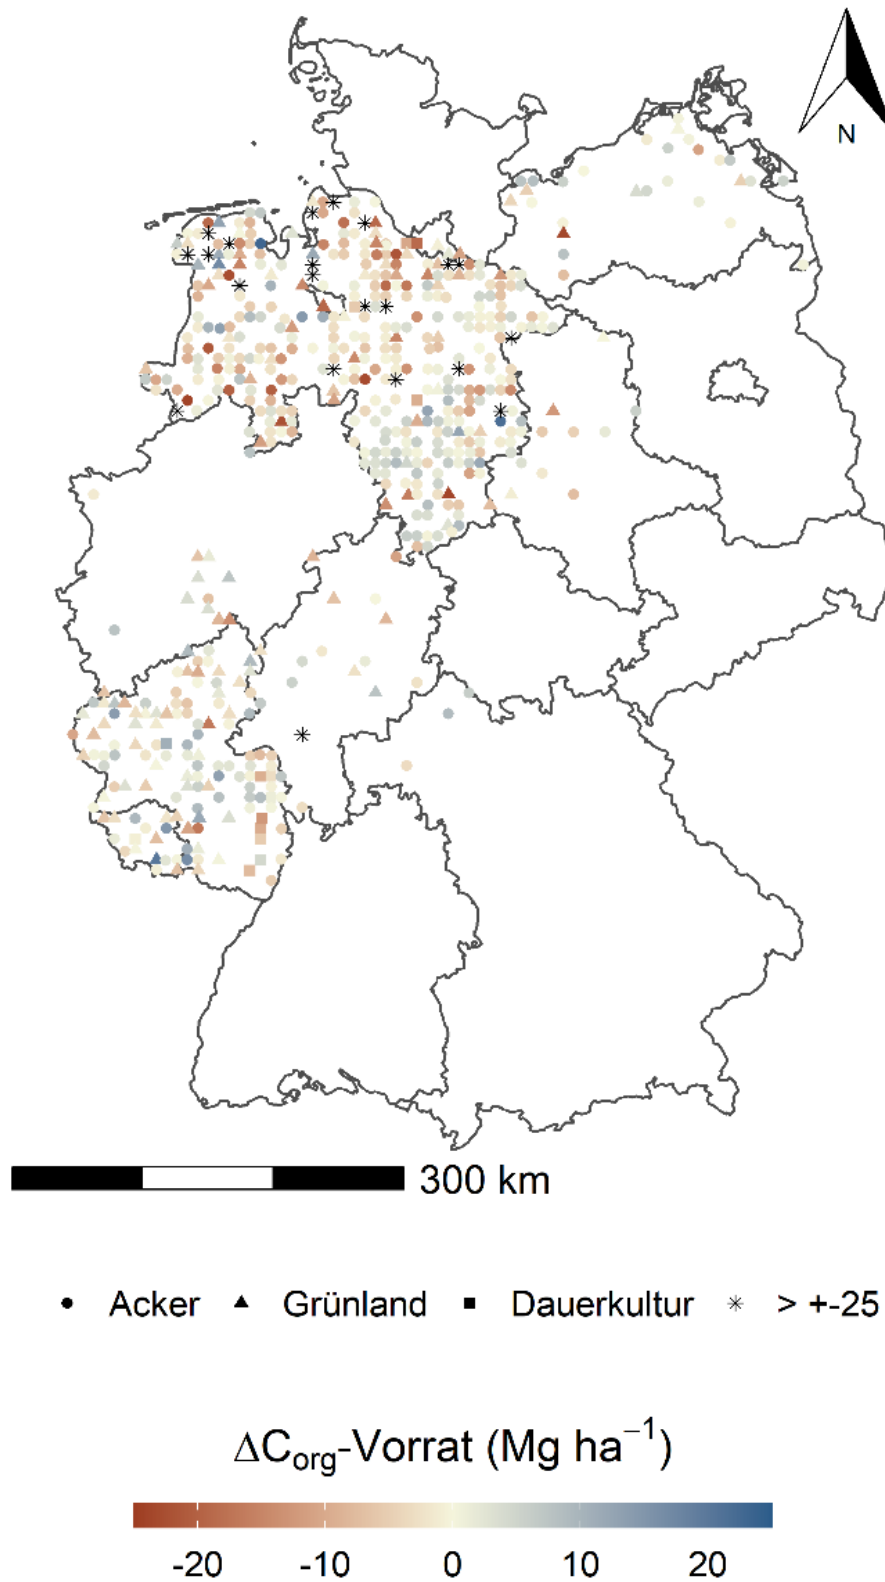 N
300 km
Acker Grünland Dauerkultur > +-25
ΔCorg-Vorrat (Mg ha−1)
-20 -10 0 10 20